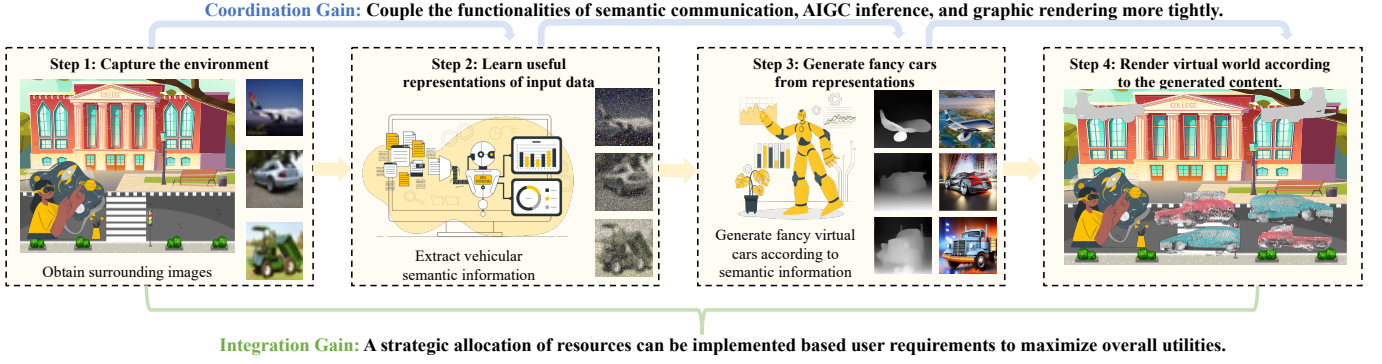 Coordination Gain: Couple the functionalities of semantic communication, AIGC inference, and graphic rendering more tightly.
Step 1: Capture the environment
COLLEGE
Obtain surrounding images
Step 2: Learn useful
representations of input data
Extract vehicular
semantic information
Step 3: Generate fancy cars
from representations
Generate fancy virtual
cars according to
semantic information
Step 4: Render virtual world according
to the generated content.
COLLEGE
Integration Gain: A strategic allocation of resources can be implemented based user requirements to maximize overall utilities.